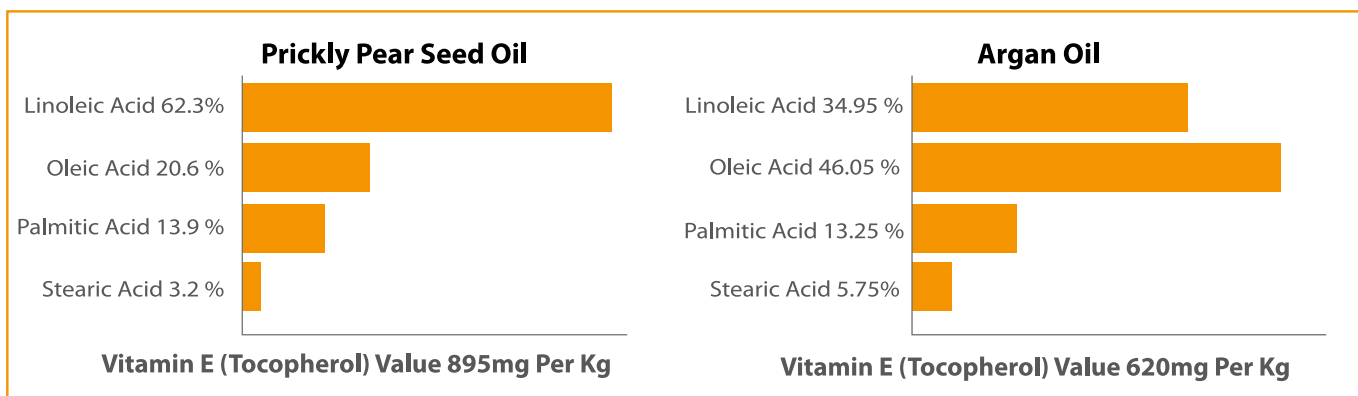 Prickly Pear Seed Oil
Linoleic Acid 62.3%
Oleic Acid 20.6 %
Palmitic Acid 13.9 %
Stearic Acid 3.2 %
Vitamin E (Tocopherol) Value 895mg Per Kg
Argan Oil
Linoleic Acid 34.95 %
Oleic Acid 46.05 %
Palmitic Acid 13.25 %
Stearic Acid 5.75%
Vitamin E (Tocopherol) Value 620mg Per Kg